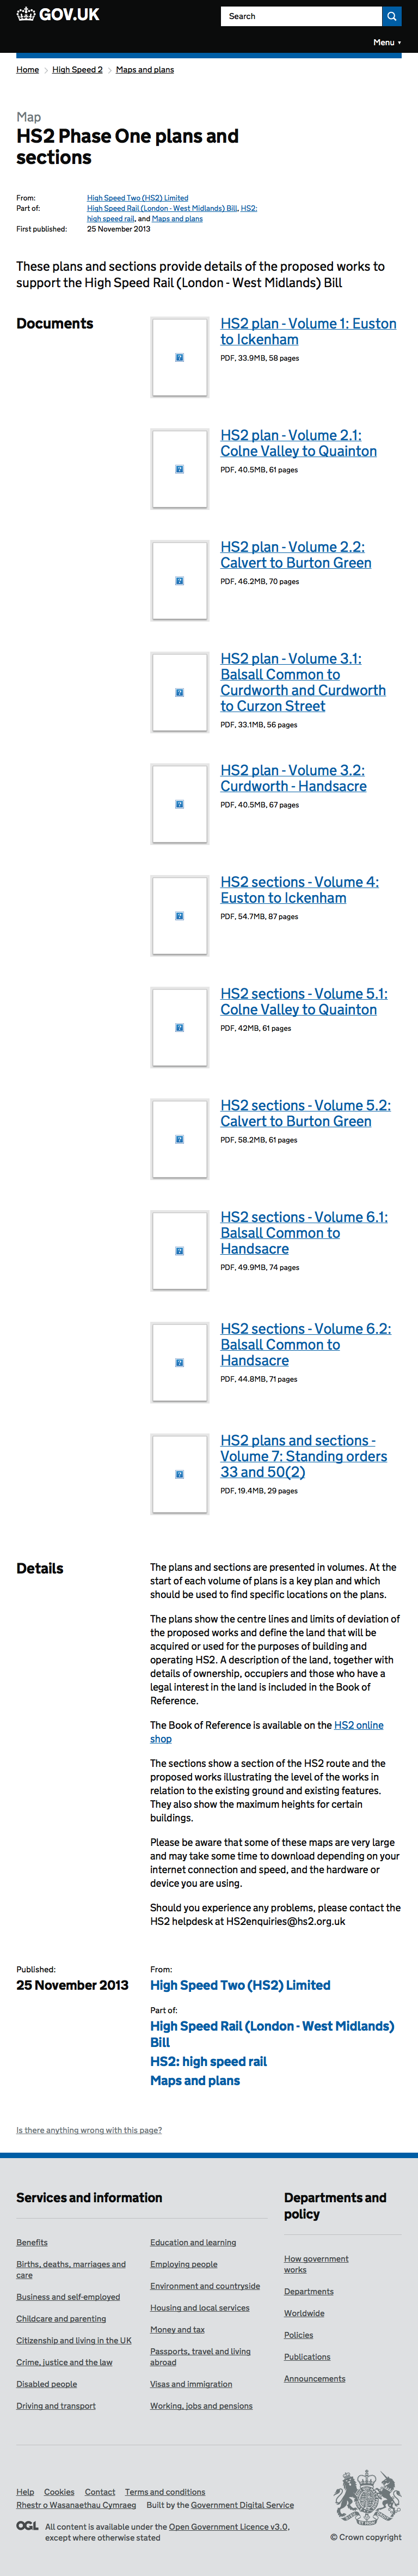 GOV.UK
Search
Menu
Home
High Speed 2
Maps and plans
Map
HS2 Phase One plans and
sections
From: High Speed Two (HS2) Limited
Part of: High Speed Rail (London - West Midlands) Bill, HS2:
high speed rail, and Maps and plans
First published: 25 November 2013
These plans and sections provide details of the proposed works to
support the High Speed Rail (London - West Midlands) Bill
Documents
HS2 plan - Volume 1: Euston
to Ickenham
PDF, 33.9MB, 58 pages
HS2 plan - Volume 2.1:
Colne Valley to Quainton
PDF, 40.5MB, 61 pages
HS2 plan - Volume 2.2:
Calvert to Burton Green
PDF, 46.2MB, 70 pages
HS2 plan - Volume 3.1:
Balsall Common to
Curdworth and Curdworth
to Curzon Street
PDF, 33.1MB, 56 pages
HS2 plan - Volume 3.2:
Curdworth - Handsacre
PDF, 40.5MB, 67 pages
HS2 sections - Volume 4:
Euston to Ickenham
PDF, 54.7MB, 87 pages
HS2 sections - Volume 5.1:
Colne Valley to Quainton
PDF, 42MB, 61 pages
HS2 sections - Volume 5.2:
Calvert to Burton Green
PDF, 58.2MB, 61 pages
HS2 sections - Volume 6.1:
Balsall Common to
Handsacre
PDF, 49.9MB, 74 pages
HS2 sections - Volume 6.2:
Balsall Common to
Handsacre
PDF, 44.8MB, 71 pages
HS2 plans and sections -
Volume 7: Standing orders
33 and 50(2)
PDF, 19.4MB, 29 pages
Details
The plans and sections are presented in volumes. At the
start of each volume of plans is a key plan and which
should be used to find specific locations on the plans.
The plans show the centre lines and limits of deviation of
the proposed works and define the land that will be
acquired or used for the purposes of building and
operating HS2. A description of the land, together with
details of ownership, occupiers and those who have a
legal interest in the land is included in the Book of
Reference.
The Book of Reference is available on the HS2 online
shop
The sections show a section of the HS2 route and the
proposed works illustrating the level of the works in
relation to the existing ground and existing features.
They also show the maximum heights for certain
buildings.
Please be aware that some of these maps are very large
and may take some time to download depending on your
internet connection and speed, and the hardware or
device you are using.
Should you experience any problems, please contact the
HS2 helpdesk at HS2enquiries@hs2.org.uk
Published:
25 November 2013
From:
High Speed Two (HS2) Limited
Part of:
High Speed Rail (London - West Midlands)
Bill
HS2: high speed rail
Maps and plans
Is there anything wrong with this page?
Services and information
Benefits
Births, deaths, marriages and
care
Business and self-employed
Childcare and parenting
Citizenship and living in the UK
Crime, justice and the law
Disabled people
Driving and transport
Education and learning
Employing people
Environment and countryside
Housing and local services
Money and tax
Passports, travel and living
abroad
Visas and immigration
Working, jobs and pensions
Departments and
policy
How government
works
Departments
Worldwide
Policies
Publications
Announcements
Help Cookies Contact Terms and conditions
Rhestr o Wasanaethau Cymraeg Built by the Government Digital Service
OGL All content is available under the Open Government Licence v3.0,
except where otherwise stated
© Crown copyright